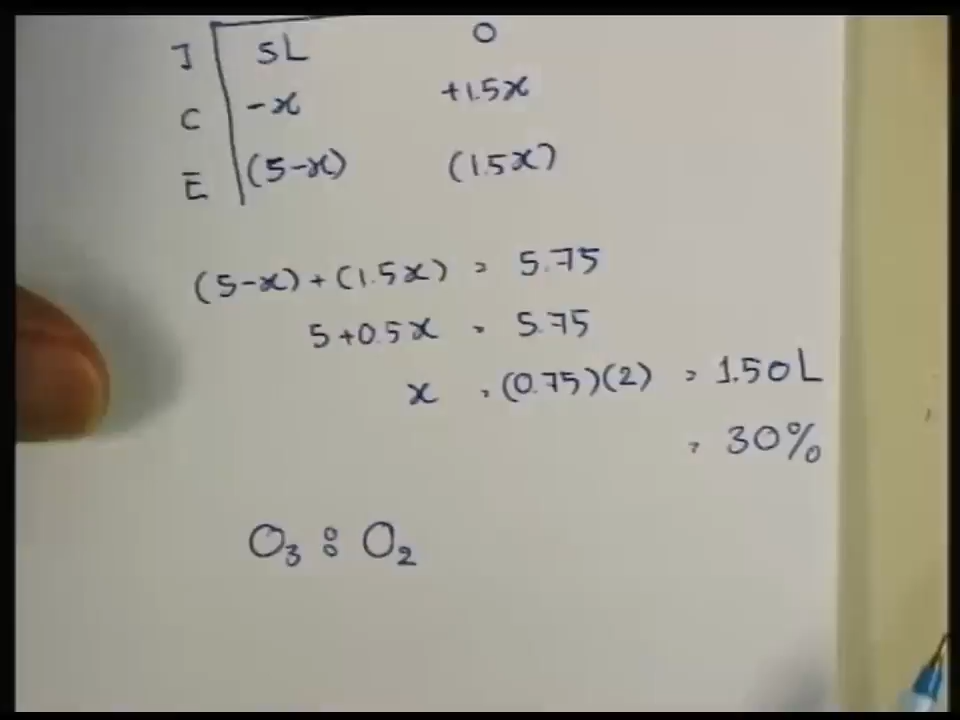 I 5L 0
C -x +1.5x
E (5-x) (1.5x)
(5-x)+(1.5x) = 5.75
5+0.5x = 5.75
x = (0.75)(2) = 1.50L
= 30%
O₃ : O₂